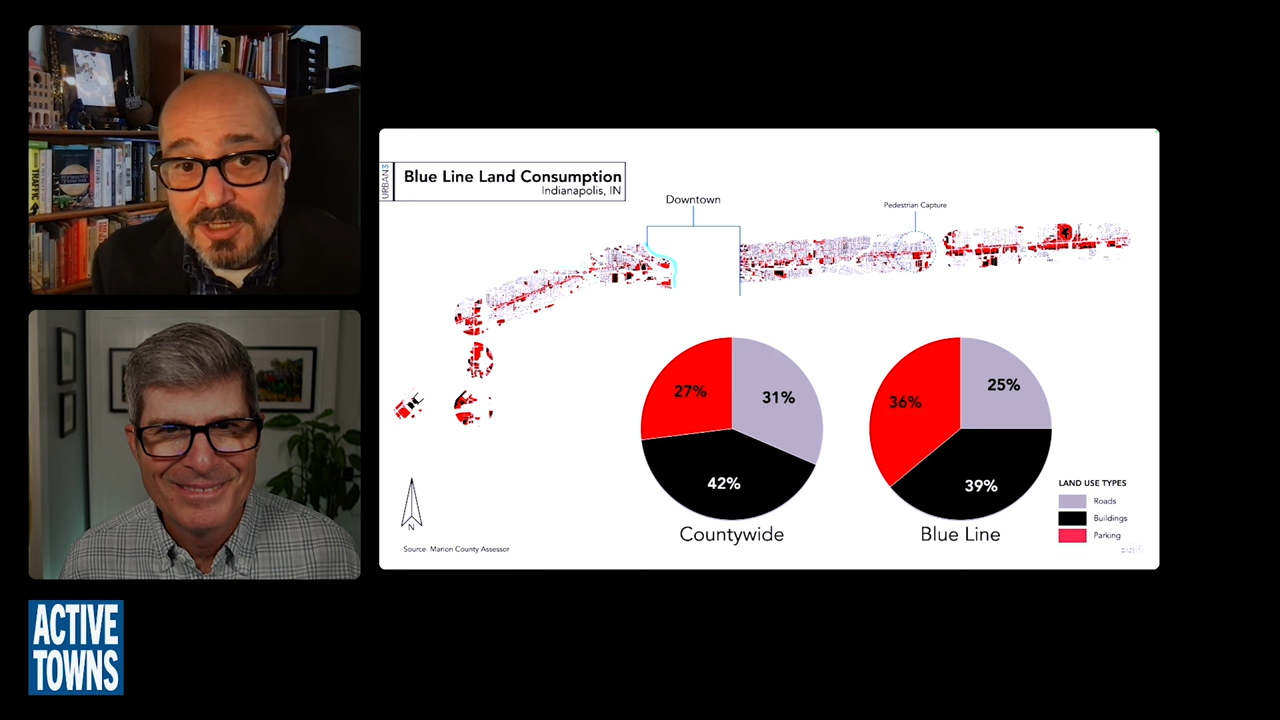 URBAN3
Blue Line Land Consumption
Indianapolis, IN
Downtown
Pedestrian Capture
27%
31%
42%
Countywide
36%
25%
39%
Blue Line
LAND USE TYPES
Roads
Buildings
Parking
N
Source: Marion County Assessor
TRAFFIC
ACTIVE
TOWNS